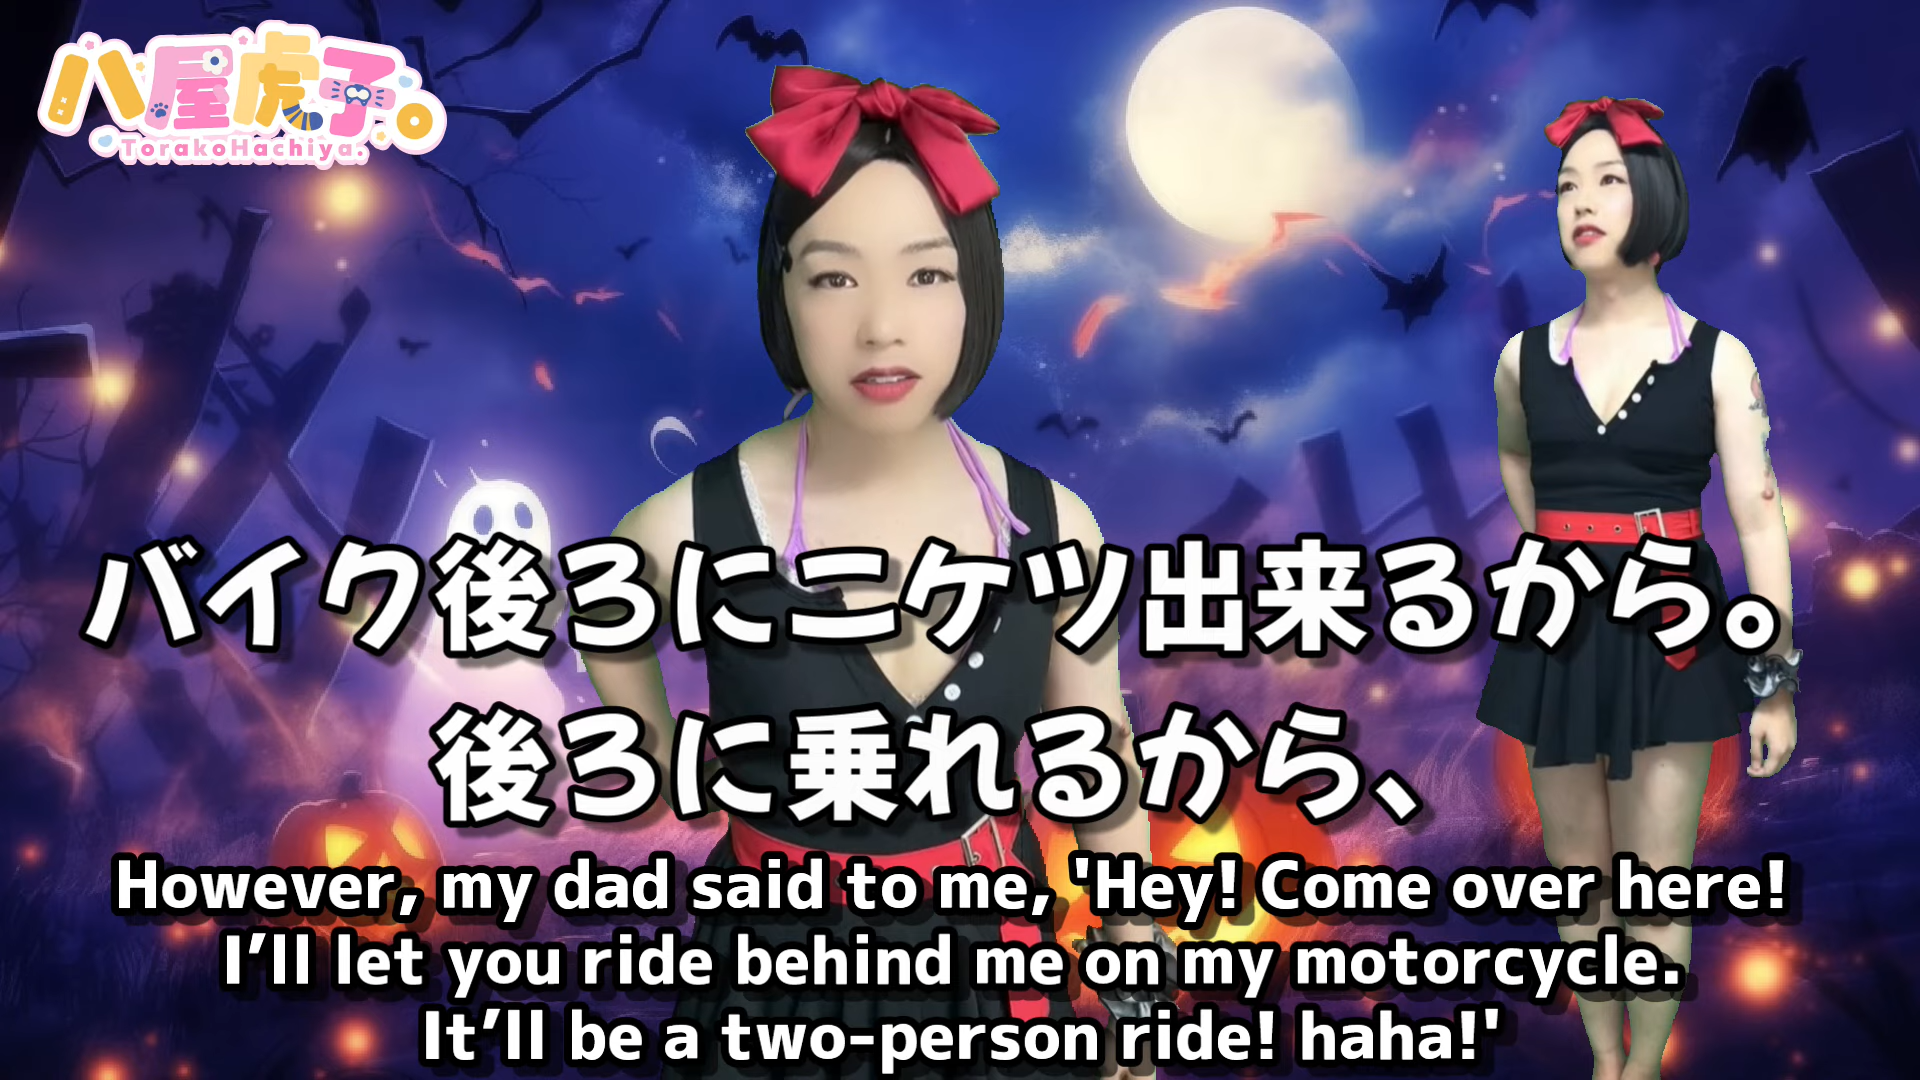 八屋虎子。
TorakoHachiya.
バイク後ろにニケツ出来るから。
後ろに乗れるから、
However, my dad said to me, 'Hey! Come over here!
I’ll let you ride behind me on my motorcycle.
It’ll be a two-person ride! haha!'